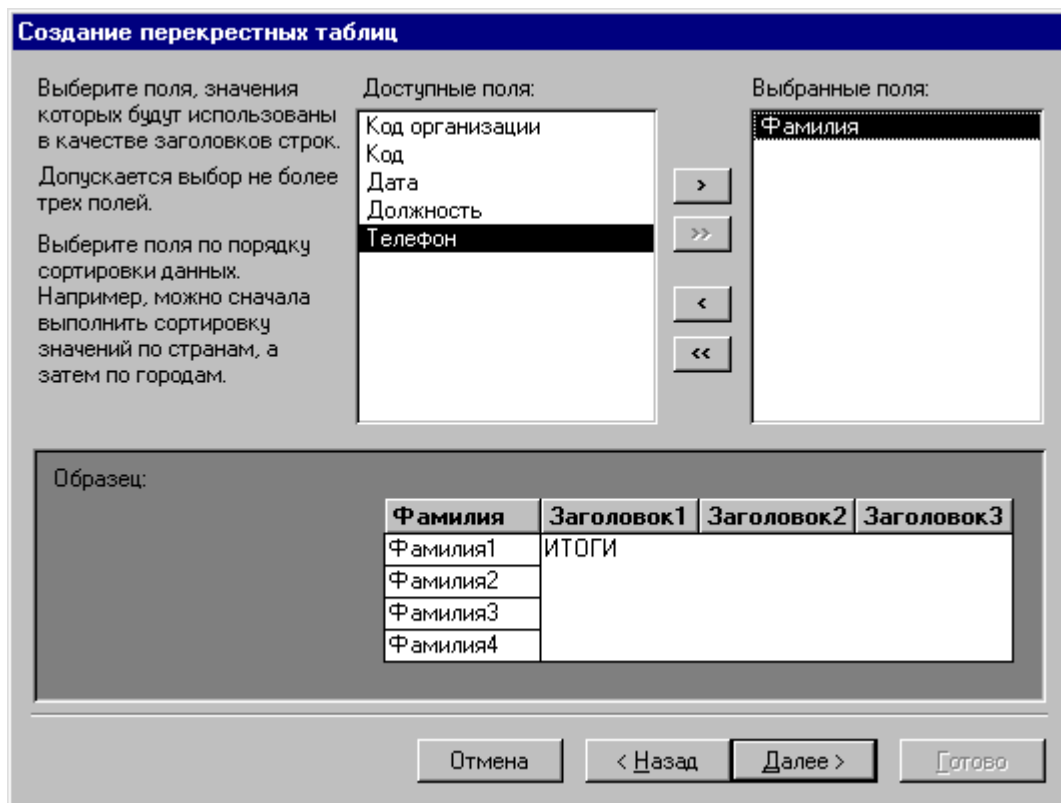 Создание перекрестных таблиц
Выберите поля, значения
которых будут использованы
в качестве заголовков строк.
Допускается выбор не более
трех полей.
Выберите поля по порядку
сортировки данных.
Например, можно сначала
выполнить сортировку
значений по странам, а
затем по городам.
Доступные поля:
Код организации
Код
Дата
Должность
Телефон
>
>>
<
<<
Выбранные поля:
Фамилия
Образец:
Фамилия Заголовок1 Заголовок2 Заголовок3
Фамилия1 ИТОГИ
Фамилия2
Фамилия3
Фамилия4
Отмена < Назад Далее > Готово